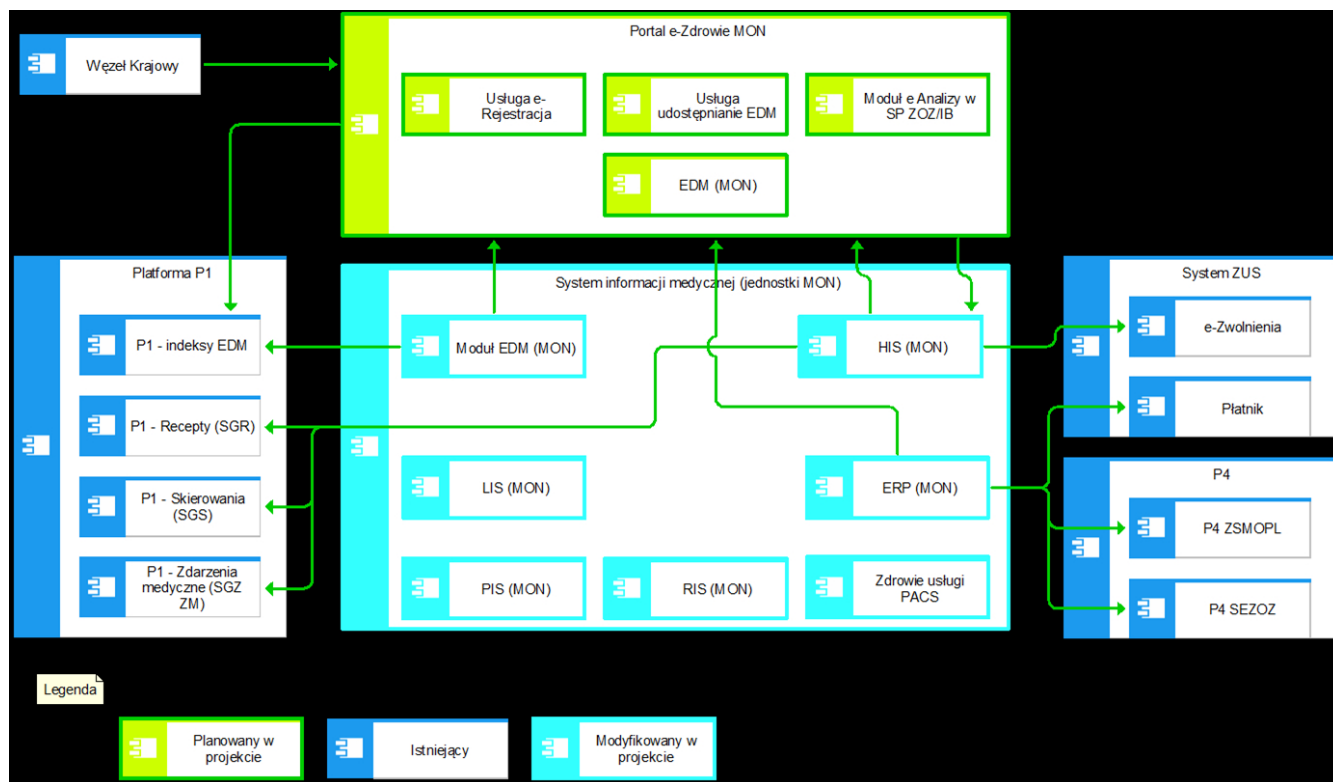 Portal e-Zdrowie MON
Węzeł Krajowy
Usługa e-
Rejestracja
Usługa
udostępnianie EDM
Moduł e Analizy w
SP ZOZ/IB
EDM (MON)
Platforma P1
P1 - indeksy EDM
P1 - Recepty (SGR)
P1 - Skierowania
(SGS)
P1 - Zdarzenia
medyczne (SGZ
ZM)
System informacji medycznej (jednostki MON)
Moduł EDM (MON)
HIS (MON)
LIS (MON)
ERP (MON)
PIS (MON)
RIS (MON)
Zdrowie usługi
PACS
System ZUS
e-Zwolnienia
Płatnik
P4
P4 ZSMOPL
P4 SEZOZ
Legenda
Planowany w
projekcie
Istniejący
Modyfikowany w
projekcie